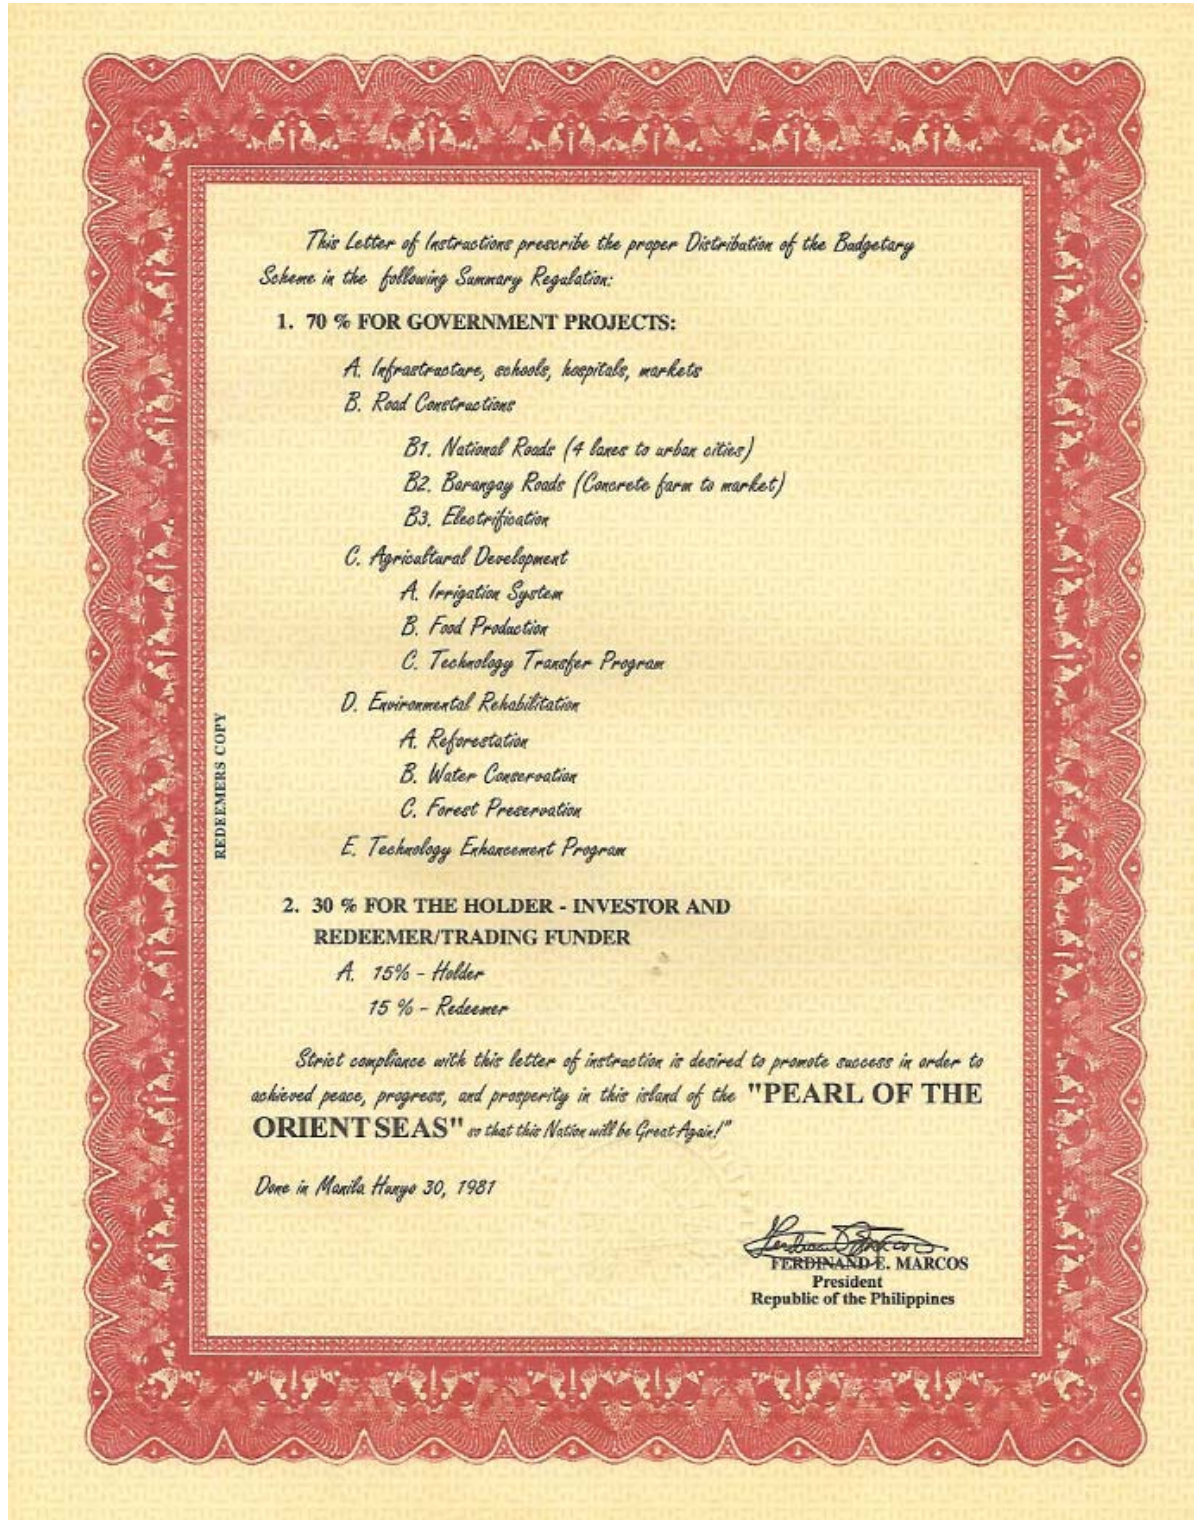 This Letter of Instructions prescribe the proper Distribution of the Budgetary
Scheme in the following Summary Regulation:
1. 70 % FOR GOVERNMENT PROJECTS:
A. Infrastructure, schools, hospitals, markets
B. Road Constructions
B1. National Roads (4 lanes to urban cities)
B2. Barangay Roads (Concrete farm to market)
B3. Electrification
C. Agricultural Development
A. Irrigation System
B. Food Production
C. Technology Transfer Program
D. Environmental Rehabilitation
A. Reforestation
B. Water Conservation
C. Forest Preservation
E. Technology Enhancement Program
REDEEMERS COPY
2. 30 % FOR THE HOLDER - INVESTOR AND
REDEEMER/TRADING FUNDER
A. 15% - Holder
15 % - Redeemer
Strict compliance with this letter of instruction is desired to promote success in order to
achieved peace, progress, and prosperity in this island of the "PEARL OF THE
ORIENT SEAS" so that this Nation will be Great Again!"
Done in Manila Hunyo 30, 1981
FERDINAND E. MARCOS
President
Republic of the Philippines